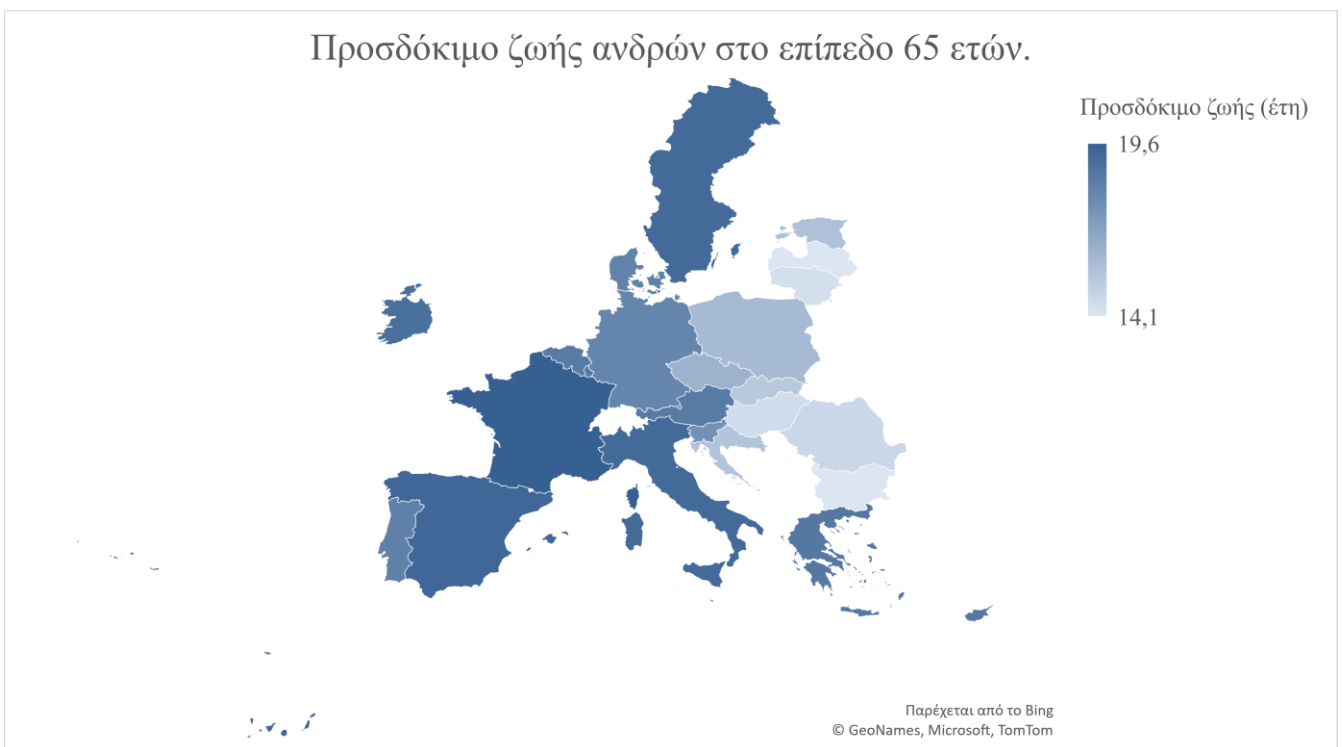 Προσδόκιμο ζωής ανδρών στο επίπεδο 65 ετών.
Προσδόκιμο ζωής (έτη)
19,6
14,1
Παρέχεται από το Bing
© GeoNames, Microsoft, TomTom